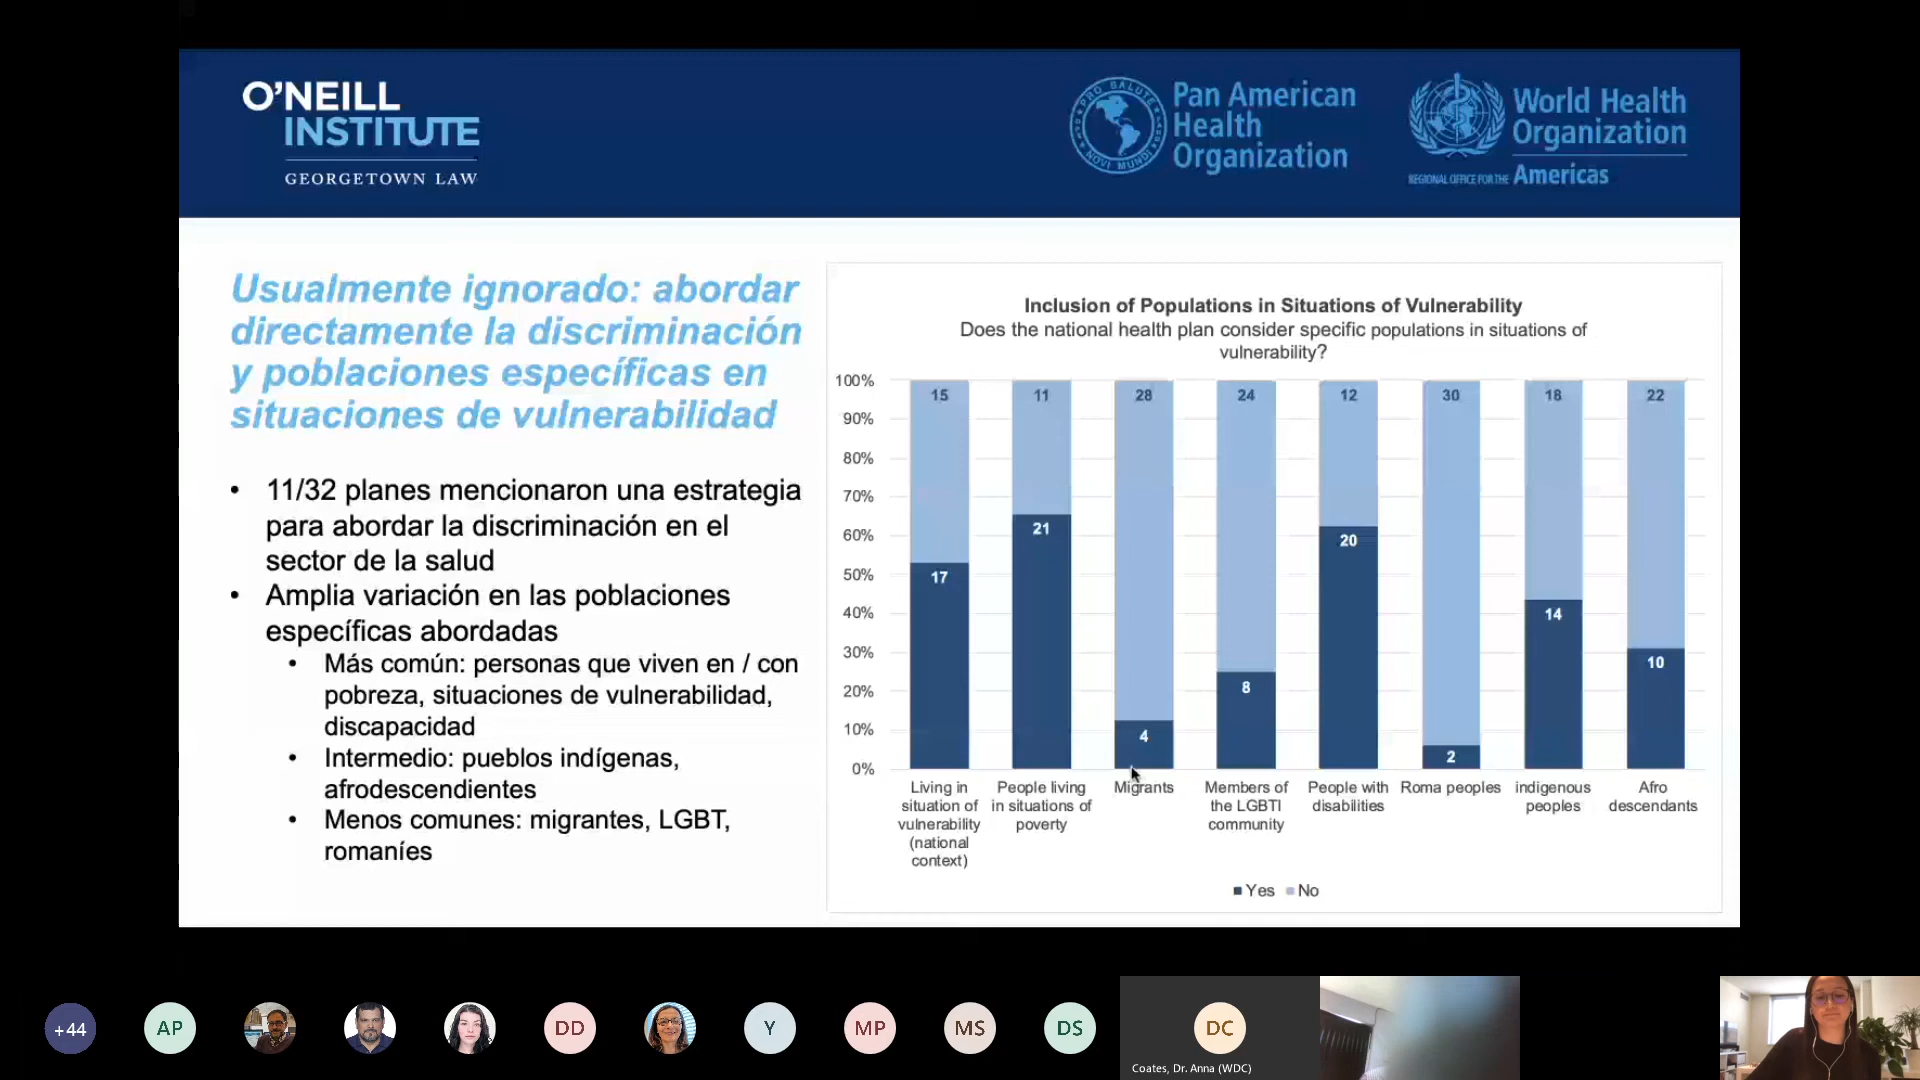 O'NEILL
INSTITUTE
GEORGETOWN LAW
PRO SALUTE
NOVI MUNDI
Pan American
Health
Organization
World Health
Organization
REGIONAL OFFICE FOR THE Americas
Usualmente ignorado: abordar
directamente la discriminación
y poblaciones específicas en
situaciones de vulnerabilidad
• 11/32 planes mencionaron una estrategia
para abordar la discriminación en el
sector de la salud
• Amplia variación en las poblaciones
específicas abordadas
• Más común: personas que viven en / con
pobreza, situaciones de vulnerabilidad,
discapacidad
• Intermedio: pueblos indígenas,
afrodescendientes
• Menos comunes: migrantes, LGBT,
romaníes
Inclusion of Populations in Situations of Vulnerability
Does the national health plan consider specific populations in situations of
vulnerability?
100%
90%
80%
70%
60%
50%
40%
30%
20%
10%
0%
15 11 28 24 12 30 18 22
17 21 4 8 20 2 14 10
Living in
situation of
vulnerability
(national
context)
People living
in situations of
poverty
Migrants
Members of
the LGBTI
community
People with
disabilities
Roma peoples
indigenous
peoples
Afro
descendants
Yes No
+44 AP DD Y MP MS DS DC
Coates, Dr. Anna (WDC)